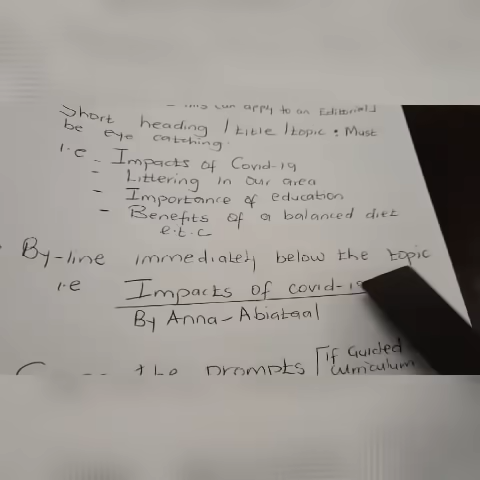 - This can apply to an Editorial
Short heading / title / topic : Must
be eye catching.
i.e - Impacts of Covid-19
- Littering in our area
- Importance of education
- Benefits of a balanced diet
e.t.c
By-line immediately below the topic
i.e Impacts of covid-19
By Anna-Abiataal
the prompts [if Guided
curriculum